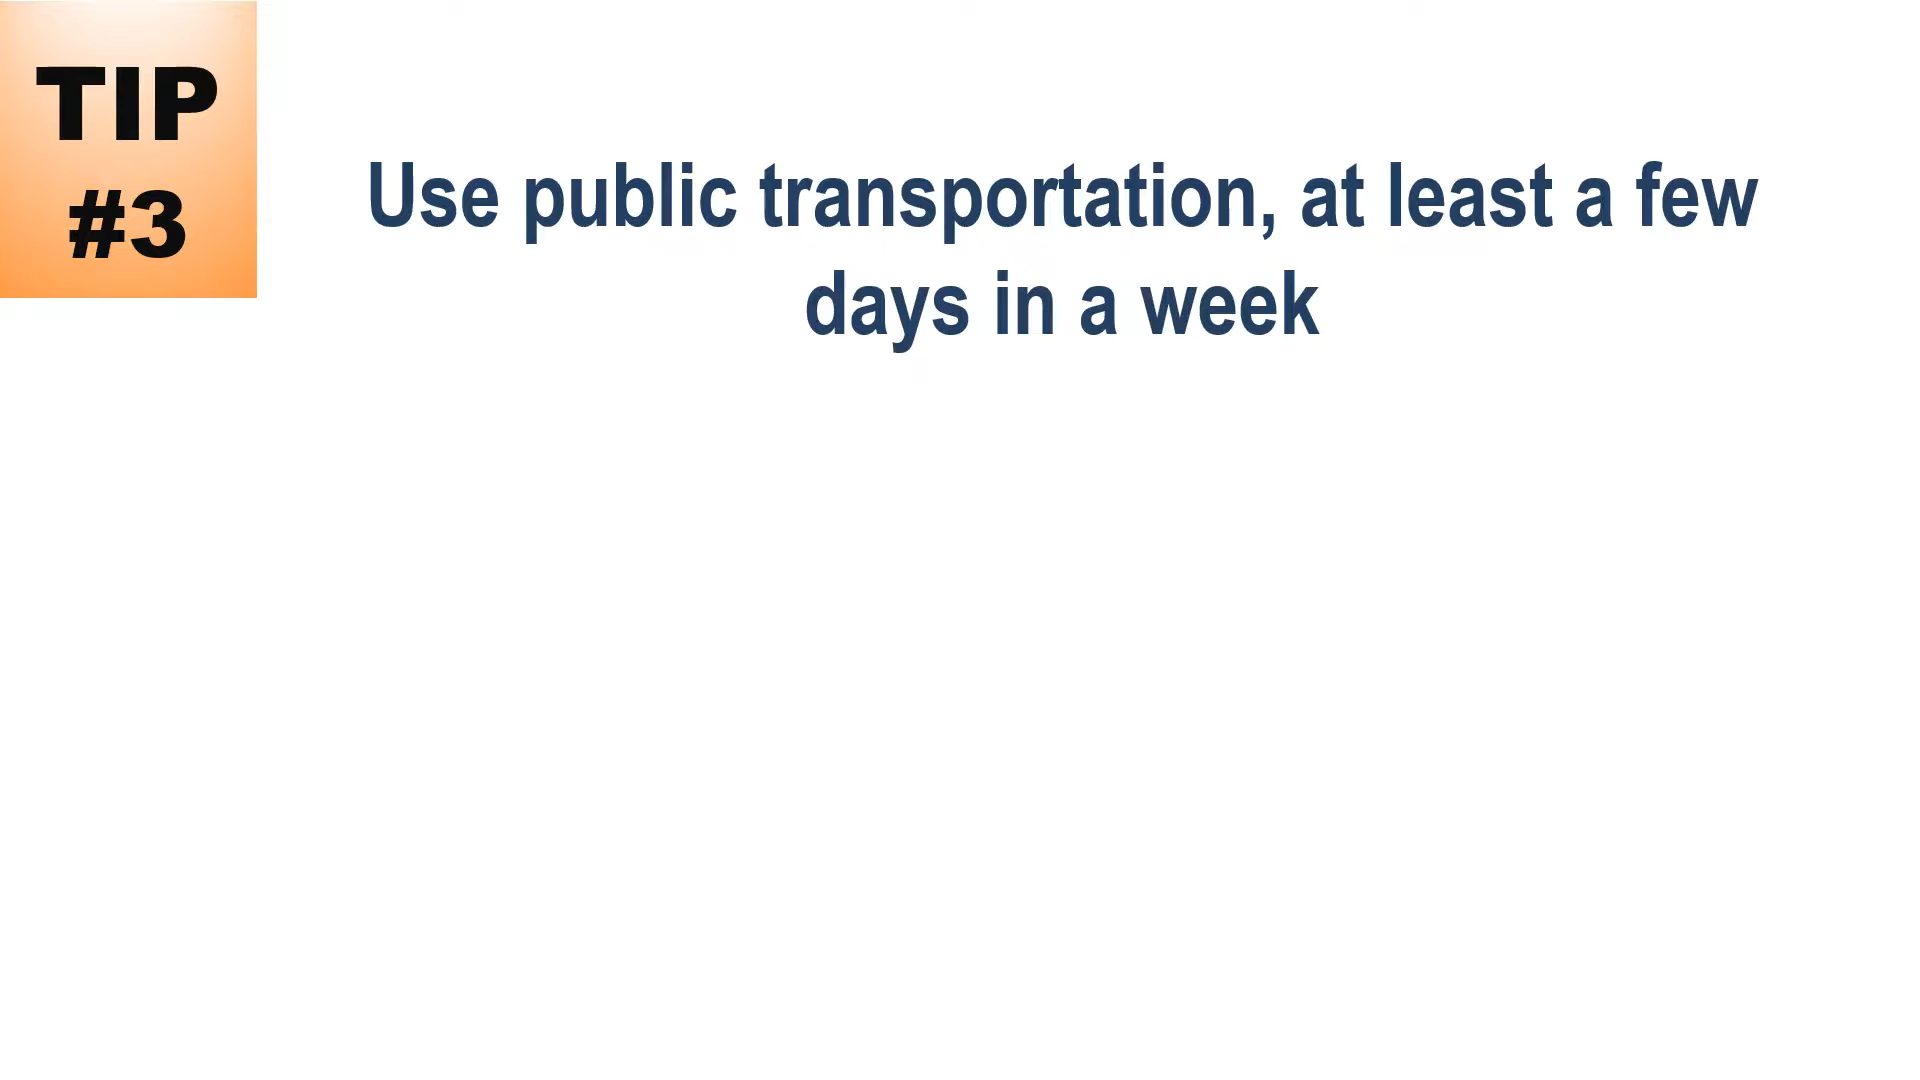 TIP
#3
Use public transportation, at least a few
days in a week